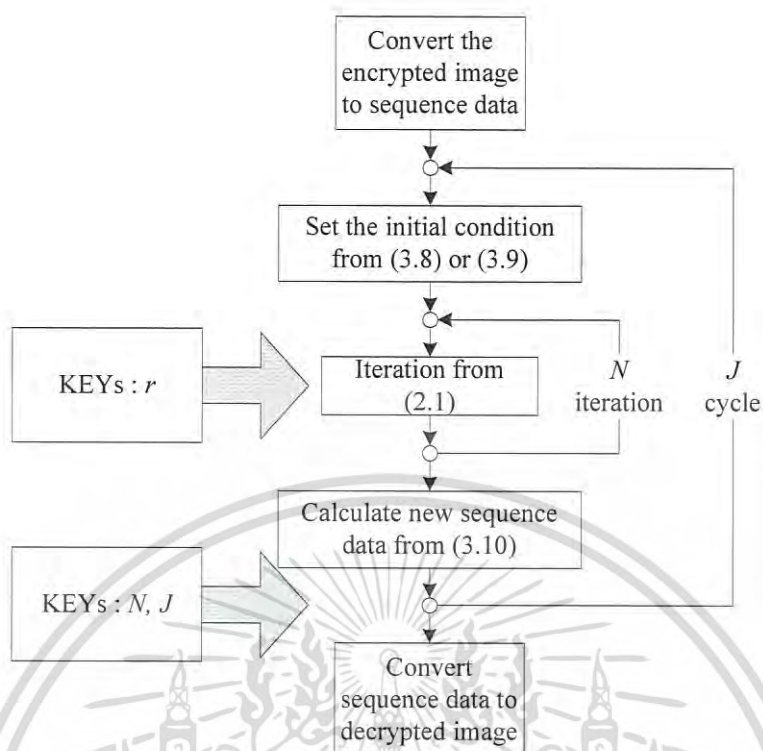 Convert the
encrypted image
to sequence data
Set the initial condition
from (3.8) or (3.9)
KEYs : r
Iteration from
(2.1)
N
iteration
J
cycle
Calculate new sequence
data from (3.10)
KEYs : N, J
Convert
sequence data to
decrypted image